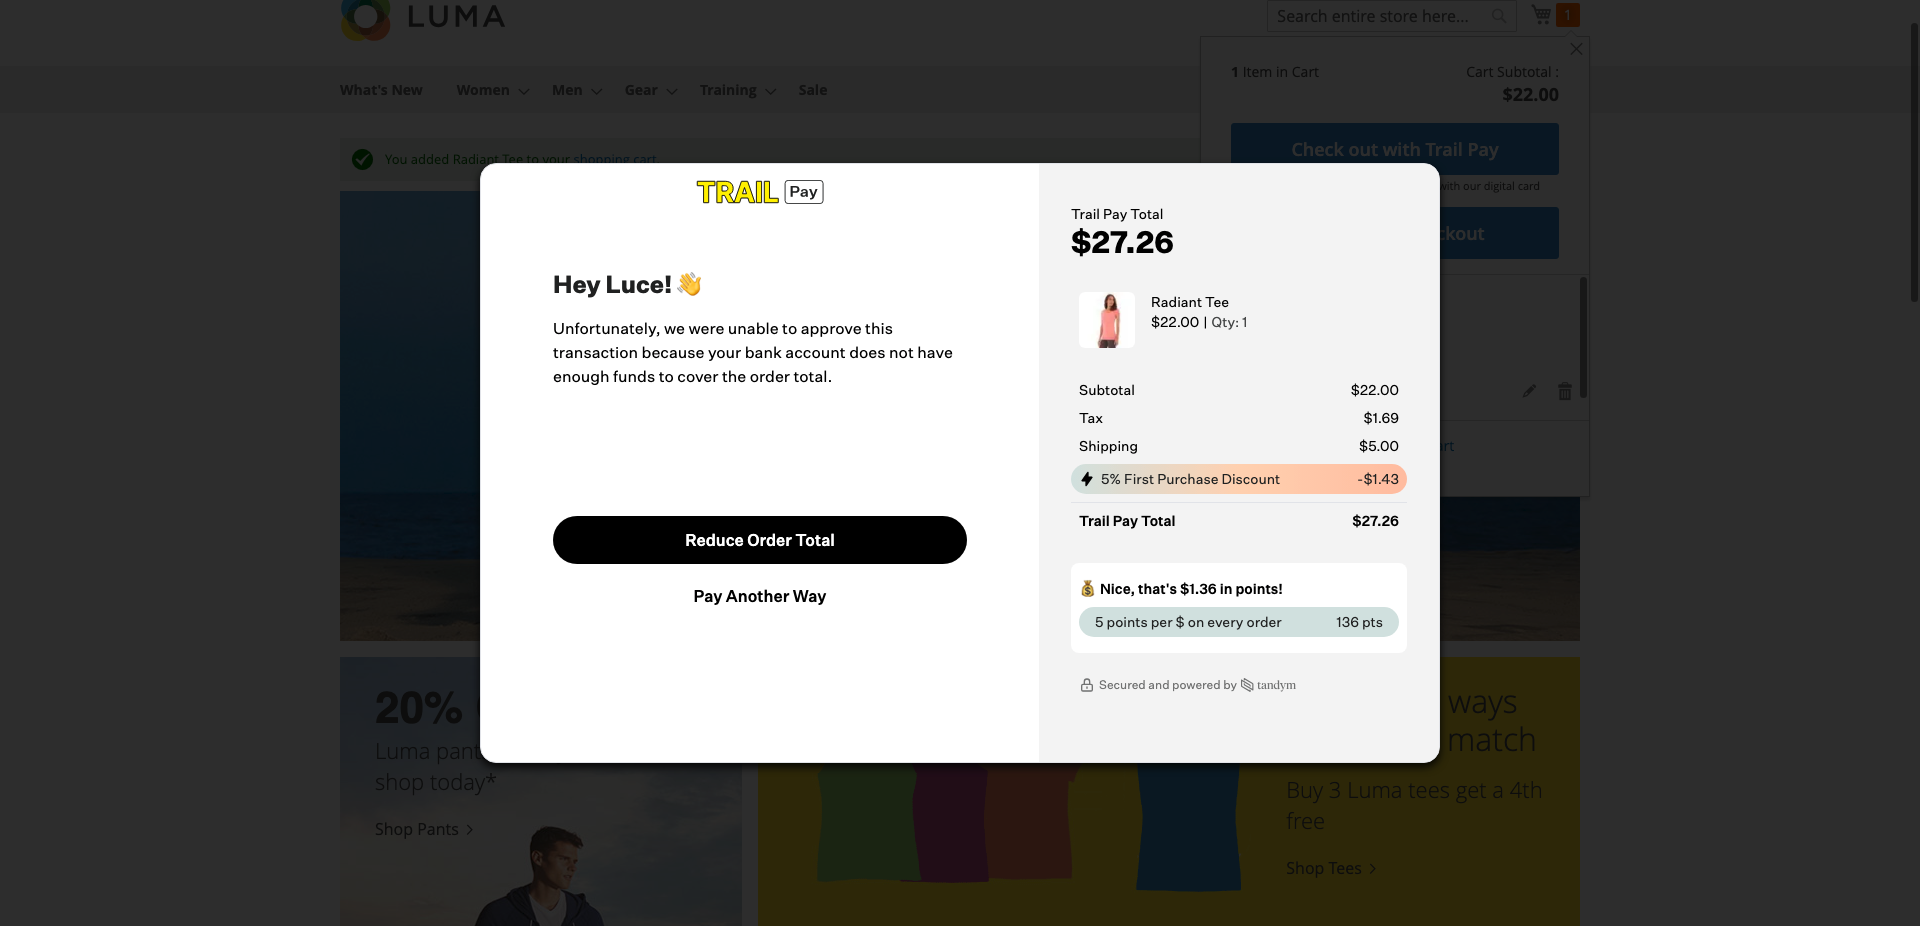 LUMA
Search entire store here...
1
What's New
Women
Men
Gear
Training
Sale
1 Item in Cart
Cart Subtotal :
$22.00
Check out with Trail Pay
with our digital card
You added Radiant Tee to your shopping cart
TRAIL Pay
Hey Luce!
Unfortunately, we were unable to approve this
transaction because your bank account does not have
enough funds to cover the order total.
Reduce Order Total
Pay Another Way
Trail Pay Total
$27.26
Radiant Tee
$22.00 | Qty: 1
Subtotal $22.00
Tax $1.69
Shipping $5.00
5% First Purchase Discount -$1.43
Trail Pay Total $27.26
Nice, that's $1.36 in points!
5 points per $ on every order 136 pts
Secured and powered by tandym
20%
Luma pant
shop today*
Shop Pants
ways
match
Buy 3 Luma tees get a 4th
free
Shop Tees